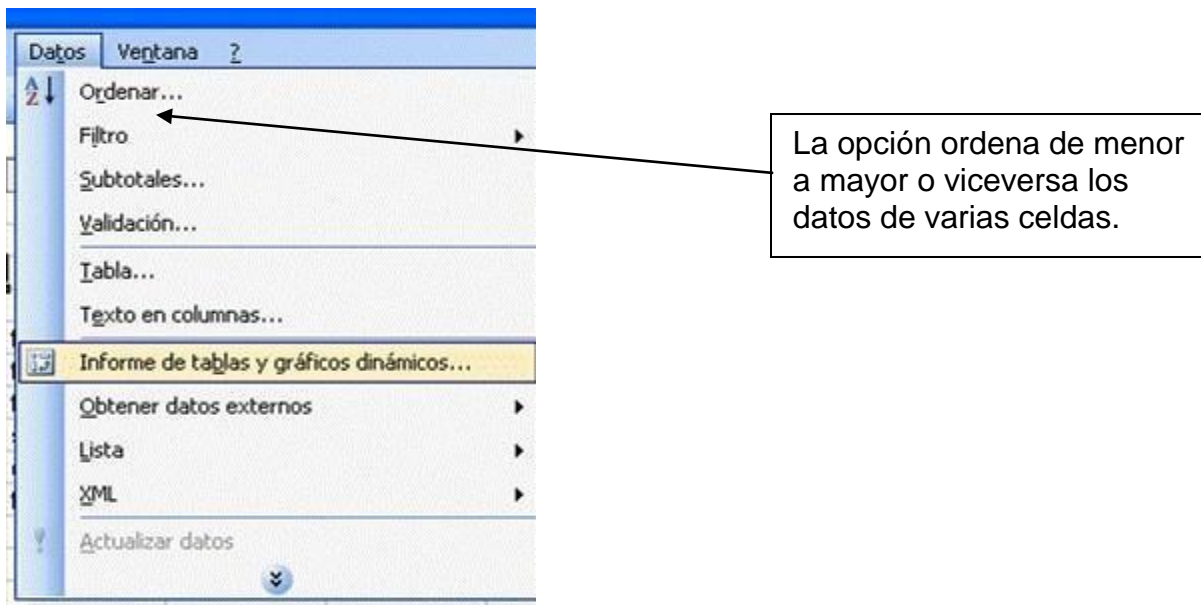 Datos Ventana ?
Ordenar...
Filtro
Subtotales...
Validación...
Tabla...
Texto en columnas...
Informe de tablas y gráficos dinámicos...
Obtener datos externos
Lista
XML
Actualizar datos
La opción ordena de menor
a mayor o viceversa los
datos de varias celdas.